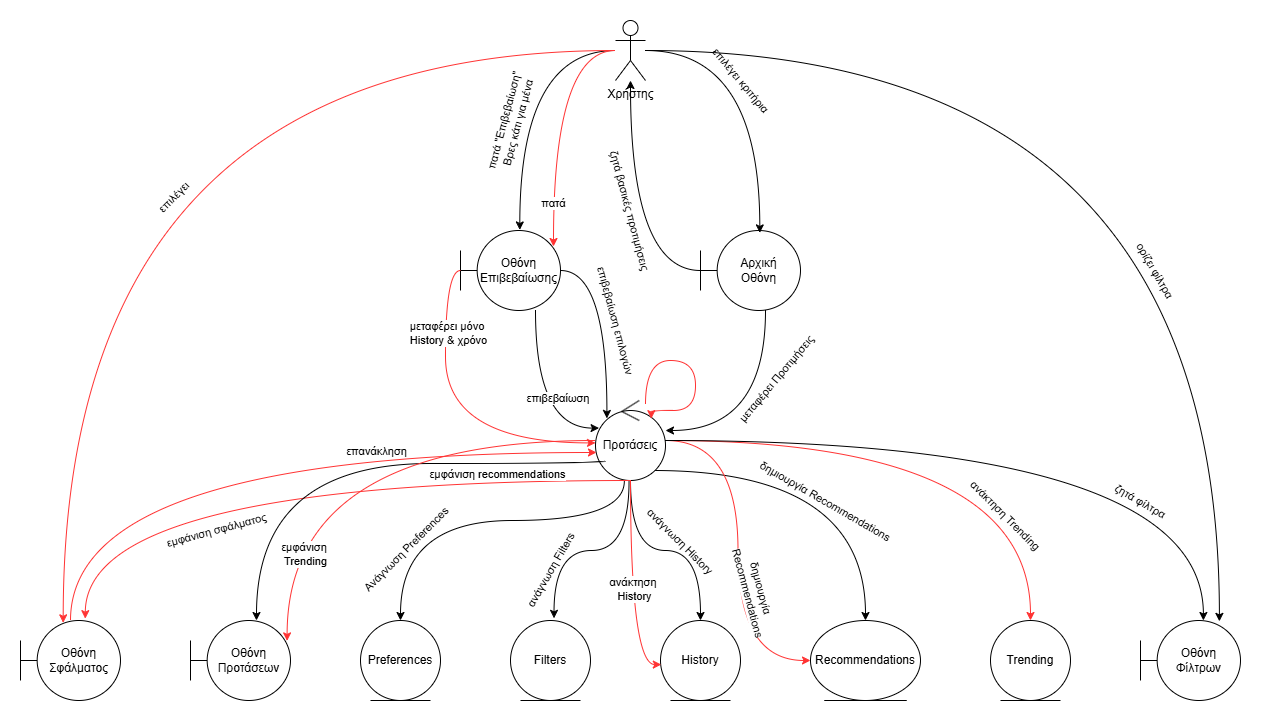 Χρήστης
επιλέγει κριτήρια
πατά "Επιβεβαίωση"
Βρες κάτι για μένα
επιλέγει
πατά
ζητά βασικές προτιμήσεις
ορίζει φίλτρα
Οθόνη
Επιβεβαίωσης
Αρχική
Οθόνη
επιβεβαίωση επιλογών
μεταφέρει μόνο
History & χρόνο
μεταφέρει Προτιμήσεις
επιβεβαίωση
Προτάσεις
επανάκληση
εμφάνιση recommendations
δημιουργία Recommendations
ανάκτηση Trending
ζητά φίλτρα
εμφάνιση σφάλματος
Ανάγνωση Preferences
ανάγνωση Filters
ανάγνωση History
εμφάνιση
Trending
ανάκτηση
History
δημιουργία
Recommendations
Οθόνη
Σφάλματος
Οθόνη
Προτάσεων
Preferences
Filters
History
Recommendations
Trending
Οθόνη
Φίλτρων